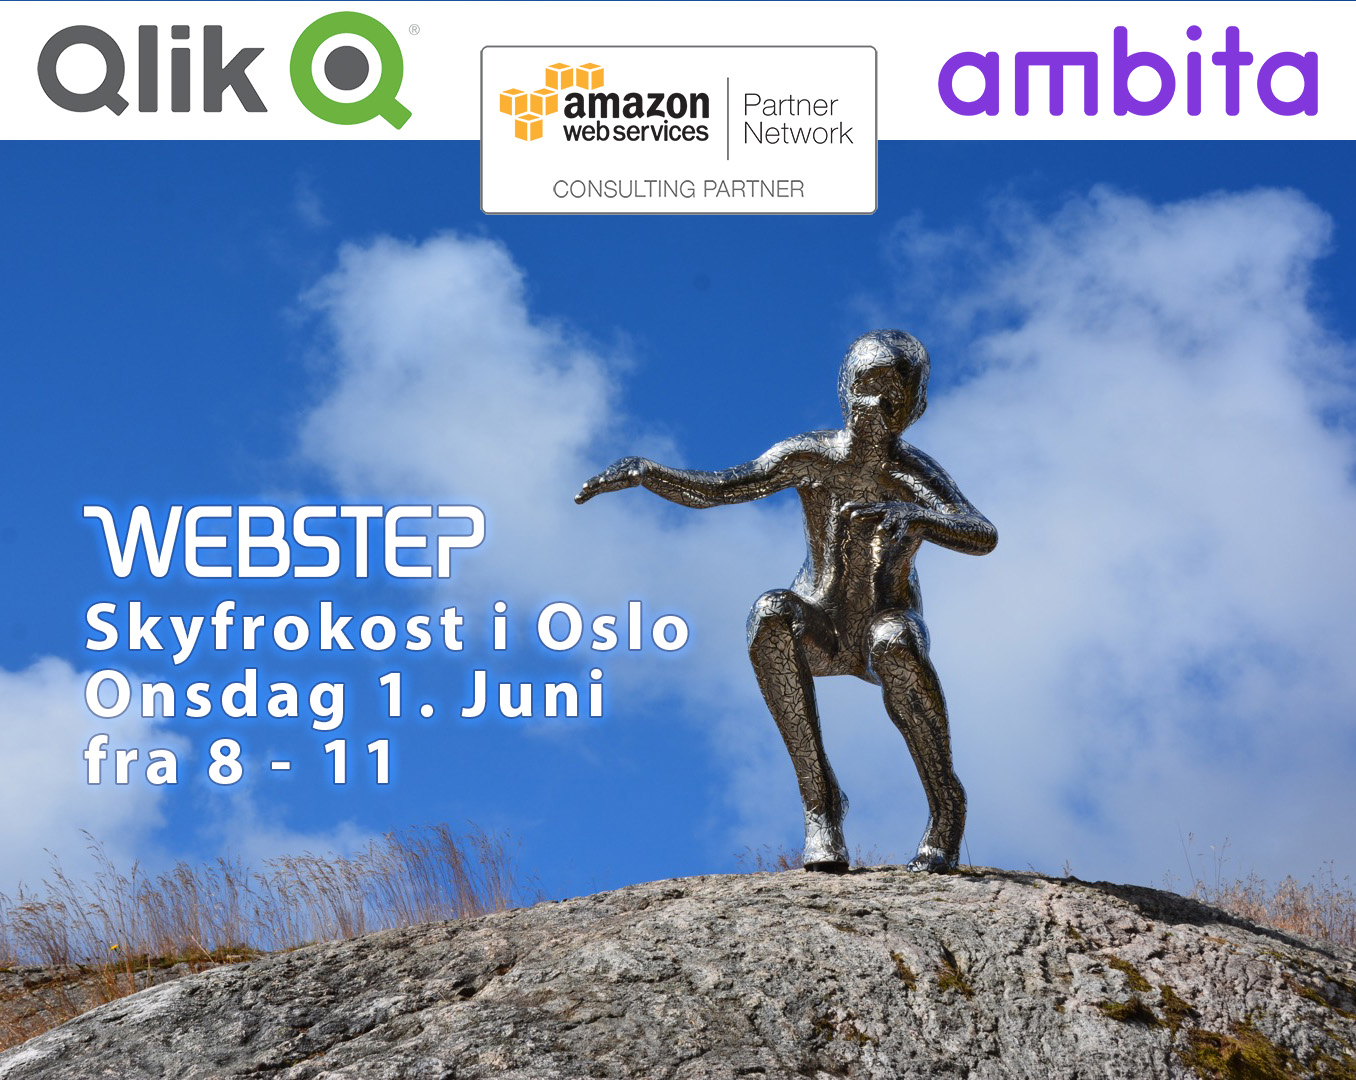 Qlik ®
amazon
web services
Partner
Network
CONSULTING PARTNER
ambita
WEBSTEP
Skyfrokost i Oslo
Onsdag 1. Juni
fra 8 - 11